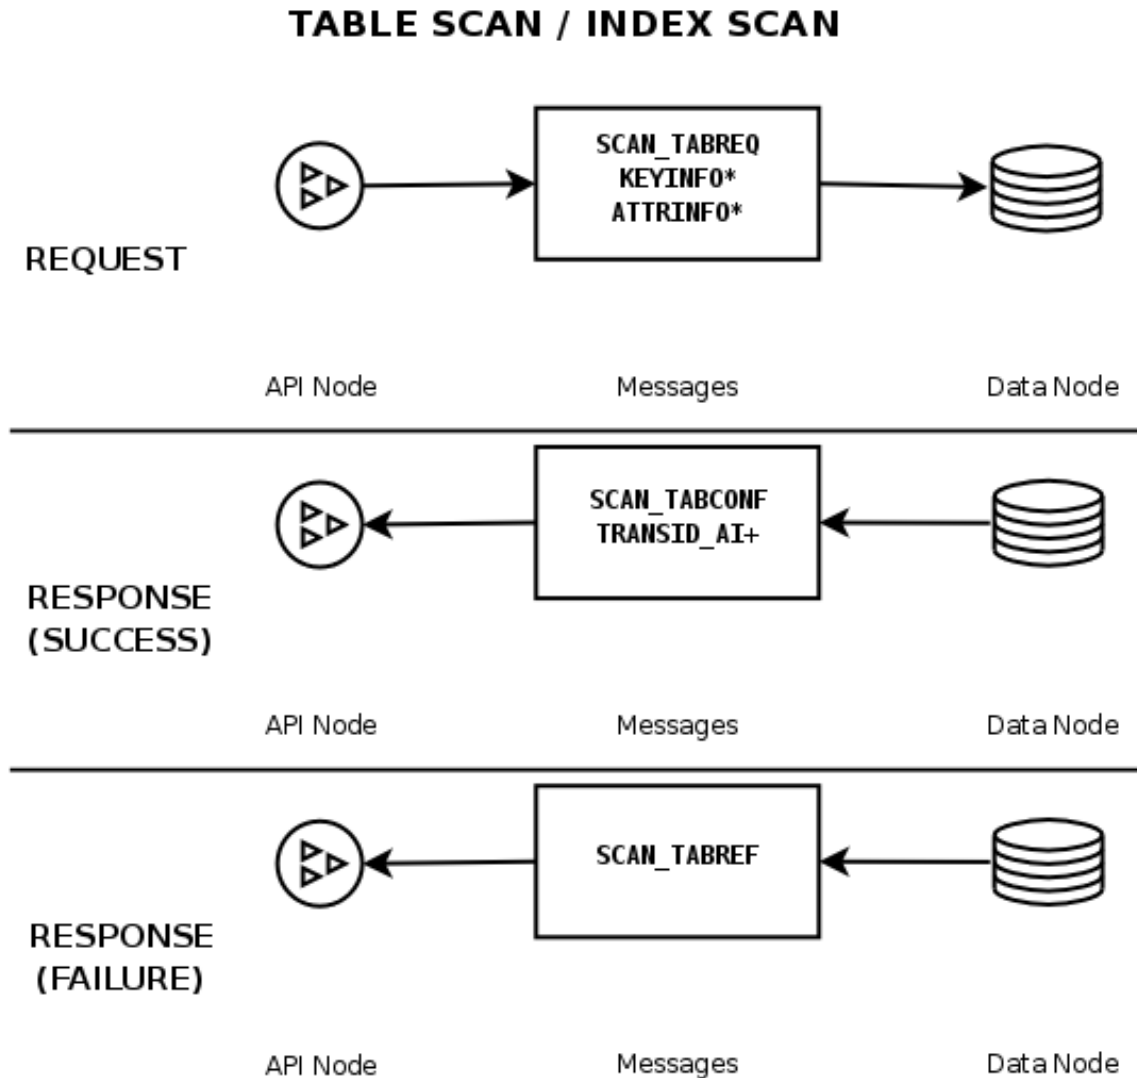 TABLE SCAN / INDEX SCAN
SCAN_TABREQ
KEYINFO*
ATTRINFO*
REQUEST
API Node
Messages
Data Node
SCAN_TABCONF
TRANSID_AI+
RESPONSE
(SUCCESS)
API Node
Messages
Data Node
SCAN_TABREF
RESPONSE
(FAILURE)
API Node
Messages
Data Node